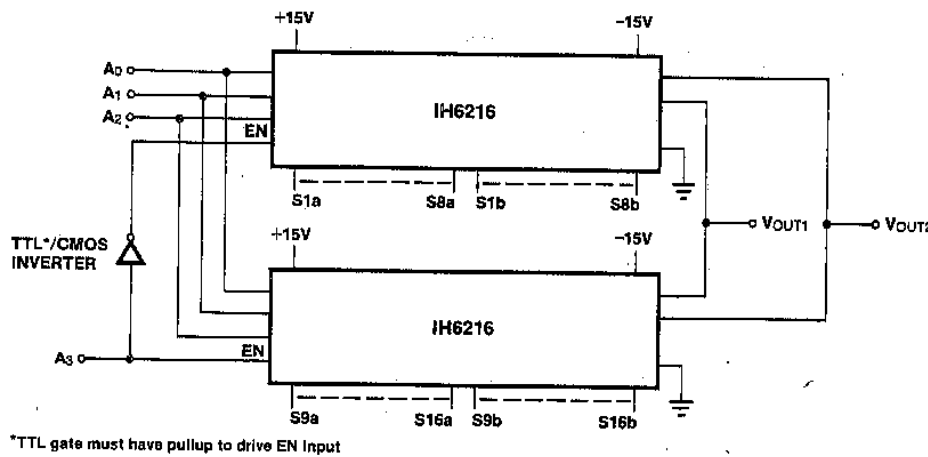 +15V
−15V
A0
A1
A2
EN
IH6216
S1a
S8a
S1b
S8b
TTL*/CMOS
INVERTER
VOUT1
VOUT2
+15V
−15V
IH6216
EN
A3
S9a
S16a
S9b
S16b
*TTL gate must have pullup to drive EN input